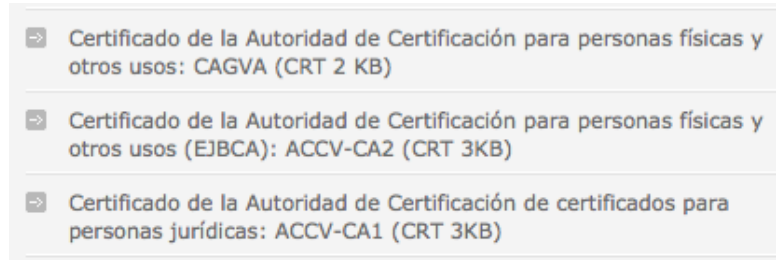 Certificado de la Autoridad de Certificación para personas físicas y
otros usos: CAGVA (CRT 2 KB)
Certificado de la Autoridad de Certificación para personas físicas y
otros usos (EJBCA): ACCV-CA2 (CRT 3KB)
Certificado de la Autoridad de Certificación de certificados para
personas jurídicas: ACCV-CA1 (CRT 3KB)